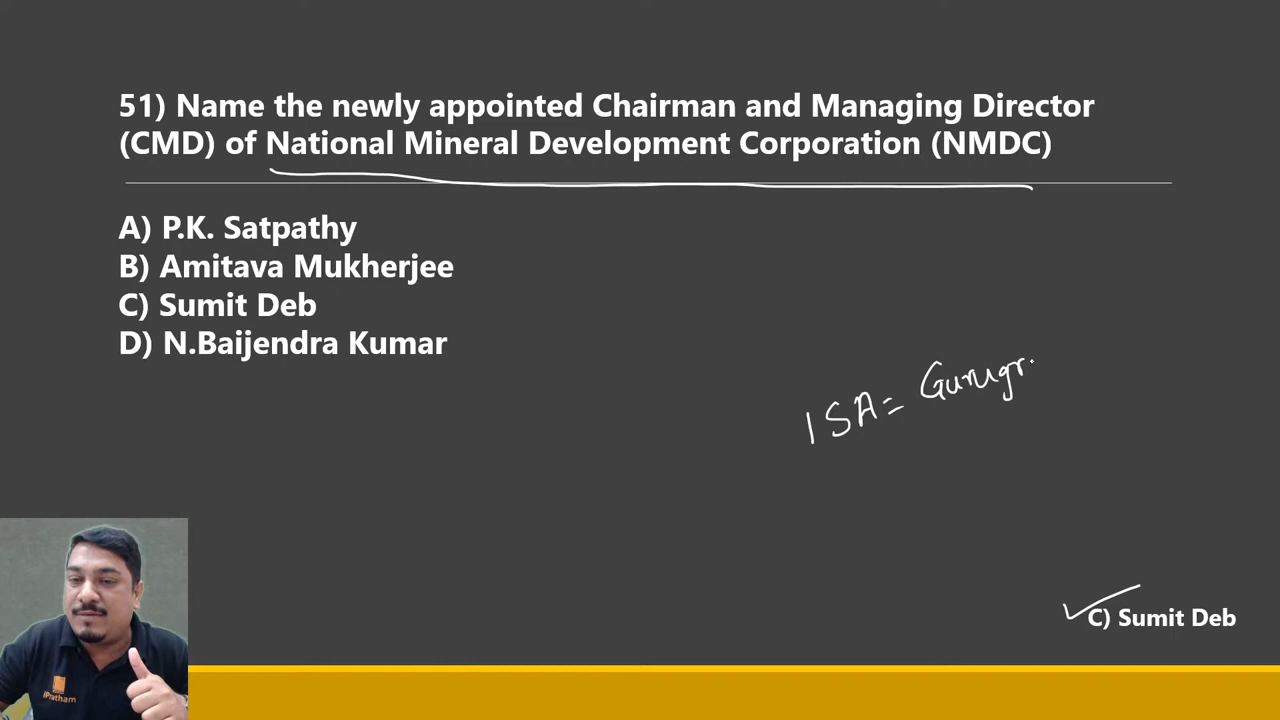 51) Name the newly appointed Chairman and Managing Director
(CMD) of National Mineral Development Corporation (NMDC)
A) P.K. Satpathy
B) Amitava Mukherjee
C) Sumit Deb
D) N.Baijendra Kumar
ISA = Gurugr
C) Sumit Deb
iPratham